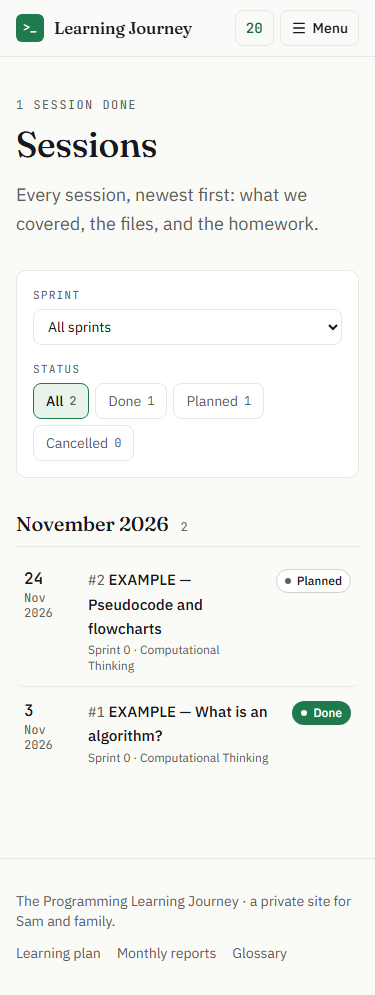 >_ Learning Journey 20 ☰ Menu
1 SESSION DONE
Sessions
Every session, newest first: what we
covered, the files, and the homework.
SPRINT
All sprints
STATUS
All 2 Done 1 Planned 1
Cancelled 0
November 2026 2
24 Nov 2026
#2 EXAMPLE —
Pseudocode and
flowcharts
Planned
Sprint 0 · Computational
Thinking
3 Nov 2026
#1 EXAMPLE — What is an
algorithm?
Done
Sprint 0 · Computational Thinking
The Programming Learning Journey · a private site for
Sam and family.
Learning plan Monthly reports Glossary